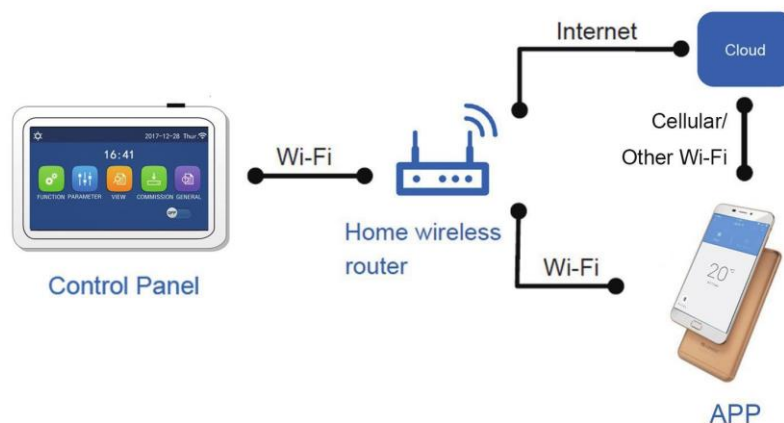 Internet
Cloud
Cellular/
Other Wi-Fi
2017-12-28 Thur.
16:41
FUNCTION PARAMETER VIEW COMMISSION GENERAL
OFF
Wi-Fi
Home wireless
router
Control Panel
Wi-Fi
20°C
APP